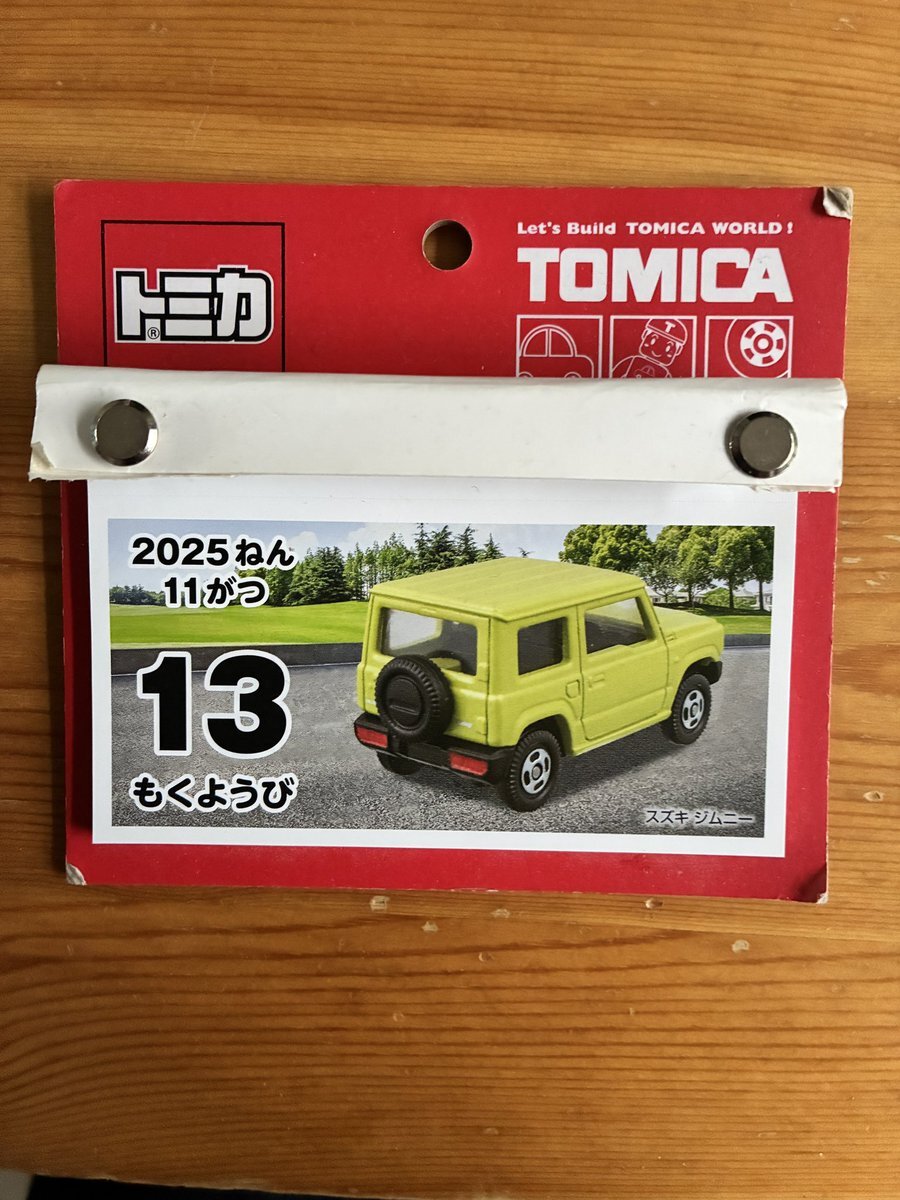 トミカ®
Let's Build TOMICA WORLD!
TOMICA
T
2025ねん
11がつ
13
もくようび
スズキ ジムニー